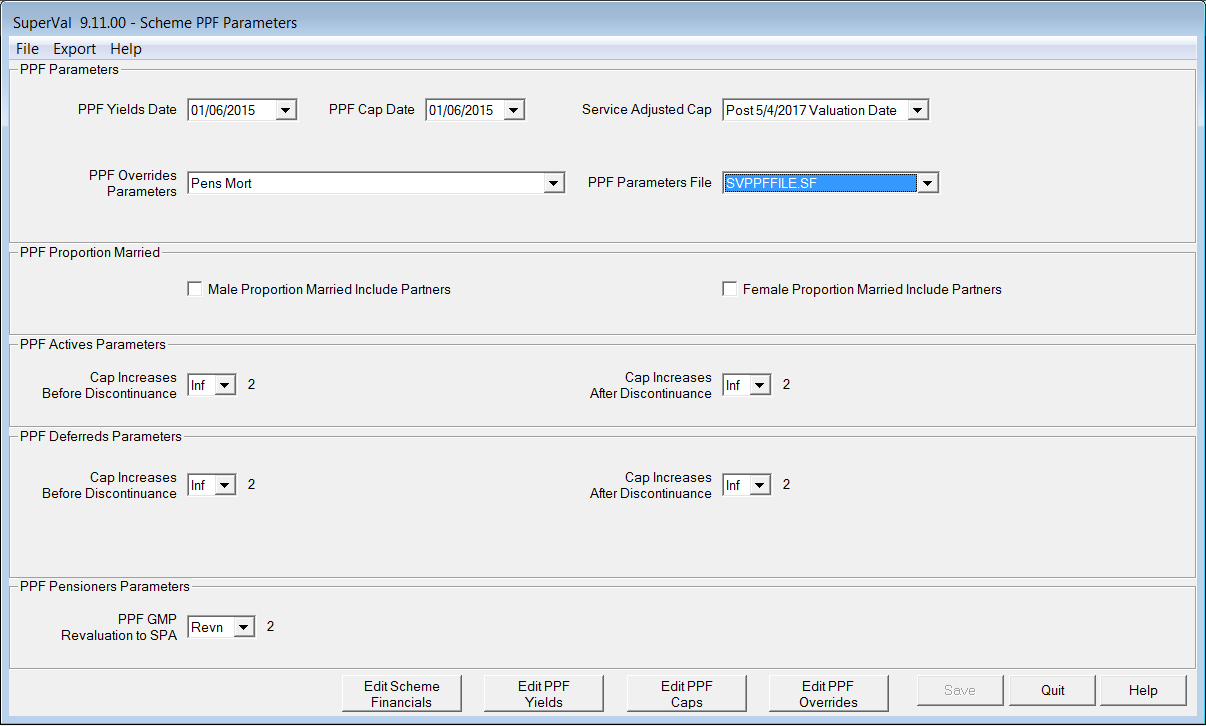 SuperVal 9.11.00 - Scheme PPF Parameters
File Export Help
PPF Parameters
PPF Yields Date 01/06/2015 PPF Cap Date 01/06/2015 Service Adjusted Cap Post 5/4/2017 Valuation Date
PPF Overrides
Parameters Pens Mort PPF Parameters File SVPPFFILE.SF
PPF Proportion Married
Male Proportion Married Include Partners Female Proportion Married Include Partners
PPF Actives Parameters
Cap Increases
Before Discontinuance Inf 2
Cap Increases
After Discontinuance Inf 2
PPF Deferreds Parameters
Cap Increases
Before Discontinuance Inf 2
Cap Increases
After Discontinuance Inf 2
PPF Pensioners Parameters
PPF GMP
Revaluation to SPA Revn 2
Edit Scheme
Financials
Edit PPF
Yields
Edit PPF
Caps
Edit PPF
Overrides
Save
Quit
Help